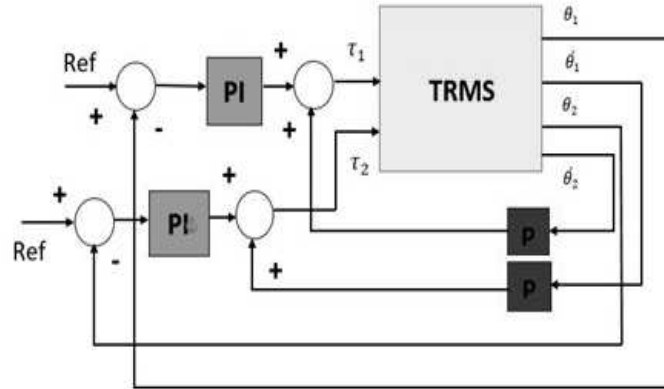 θ₁
Ref
+
τ₁
θ̇₁
PI
TRMS
+
-
+
θ₂
+
+
τ₂
θ̇₂
PI
P
Ref
-
+
P